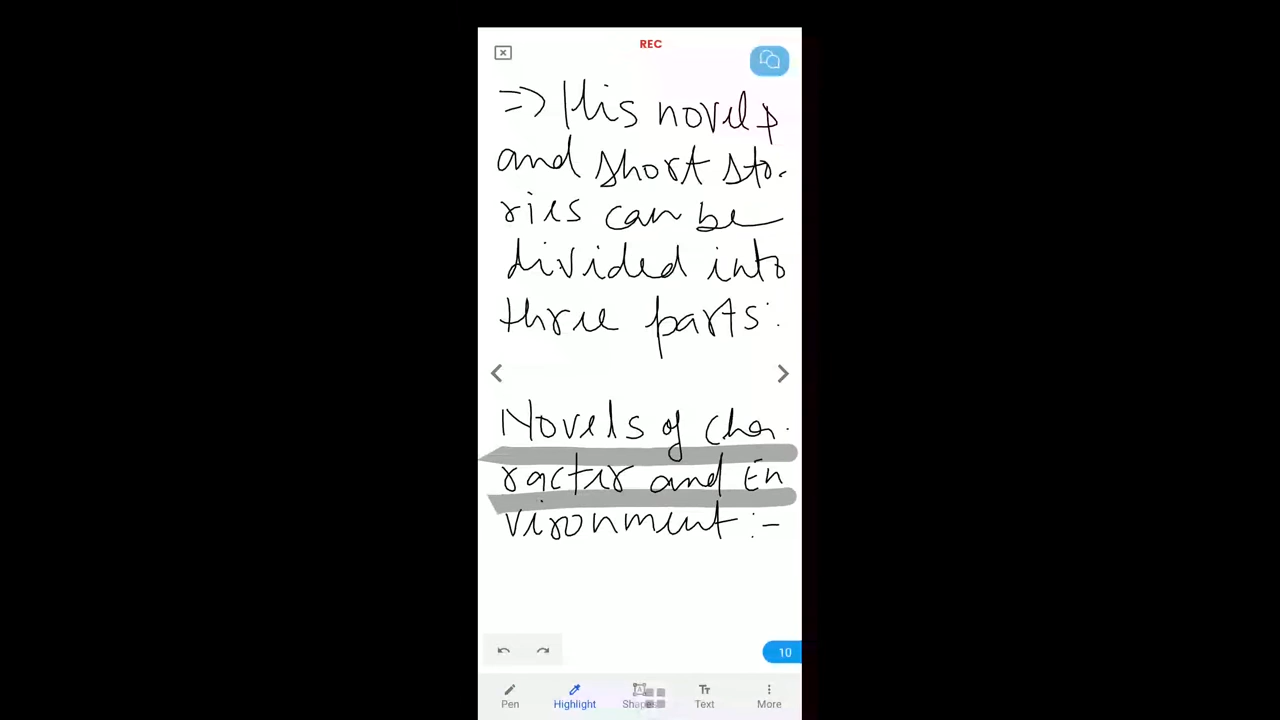 REC
=> His novels
and short sto-
ries can be
divided into
three parts:
Novels of cha-
racter and En
vironment :-
10
Pen
Highlight
Shapes
Text
More